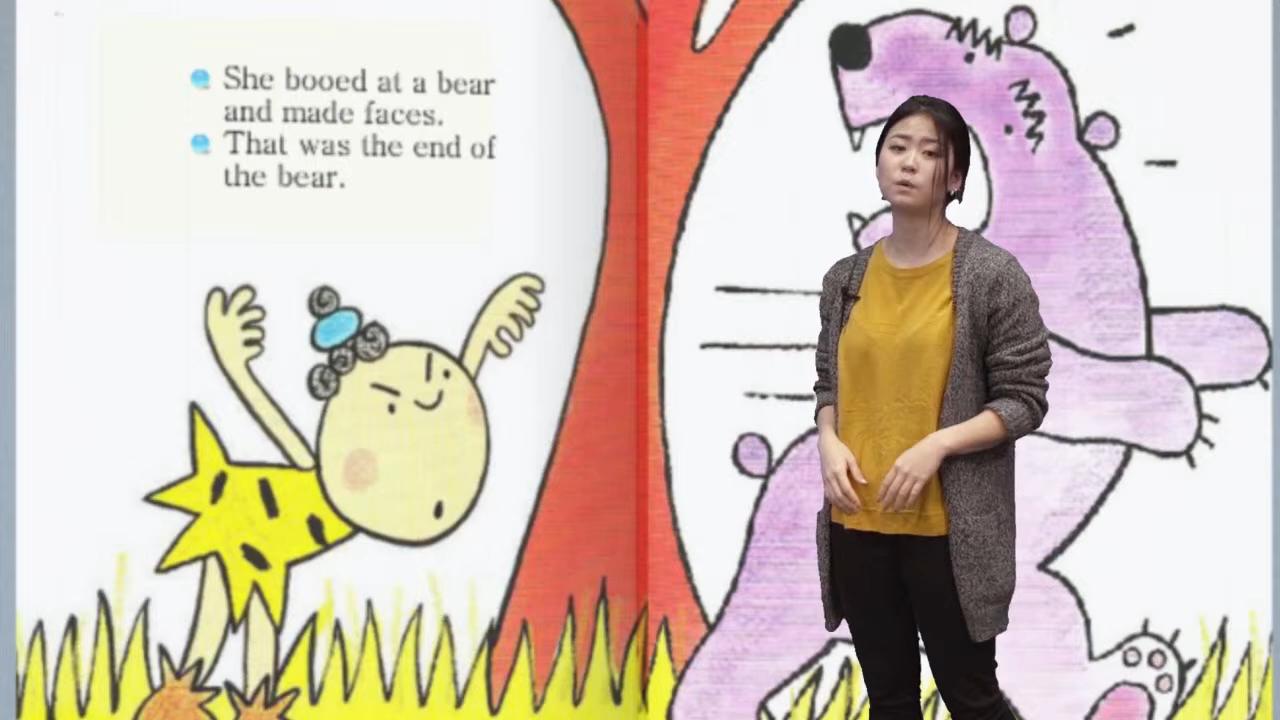 She booed at a bear
and made faces.
That was the end of
the bear.